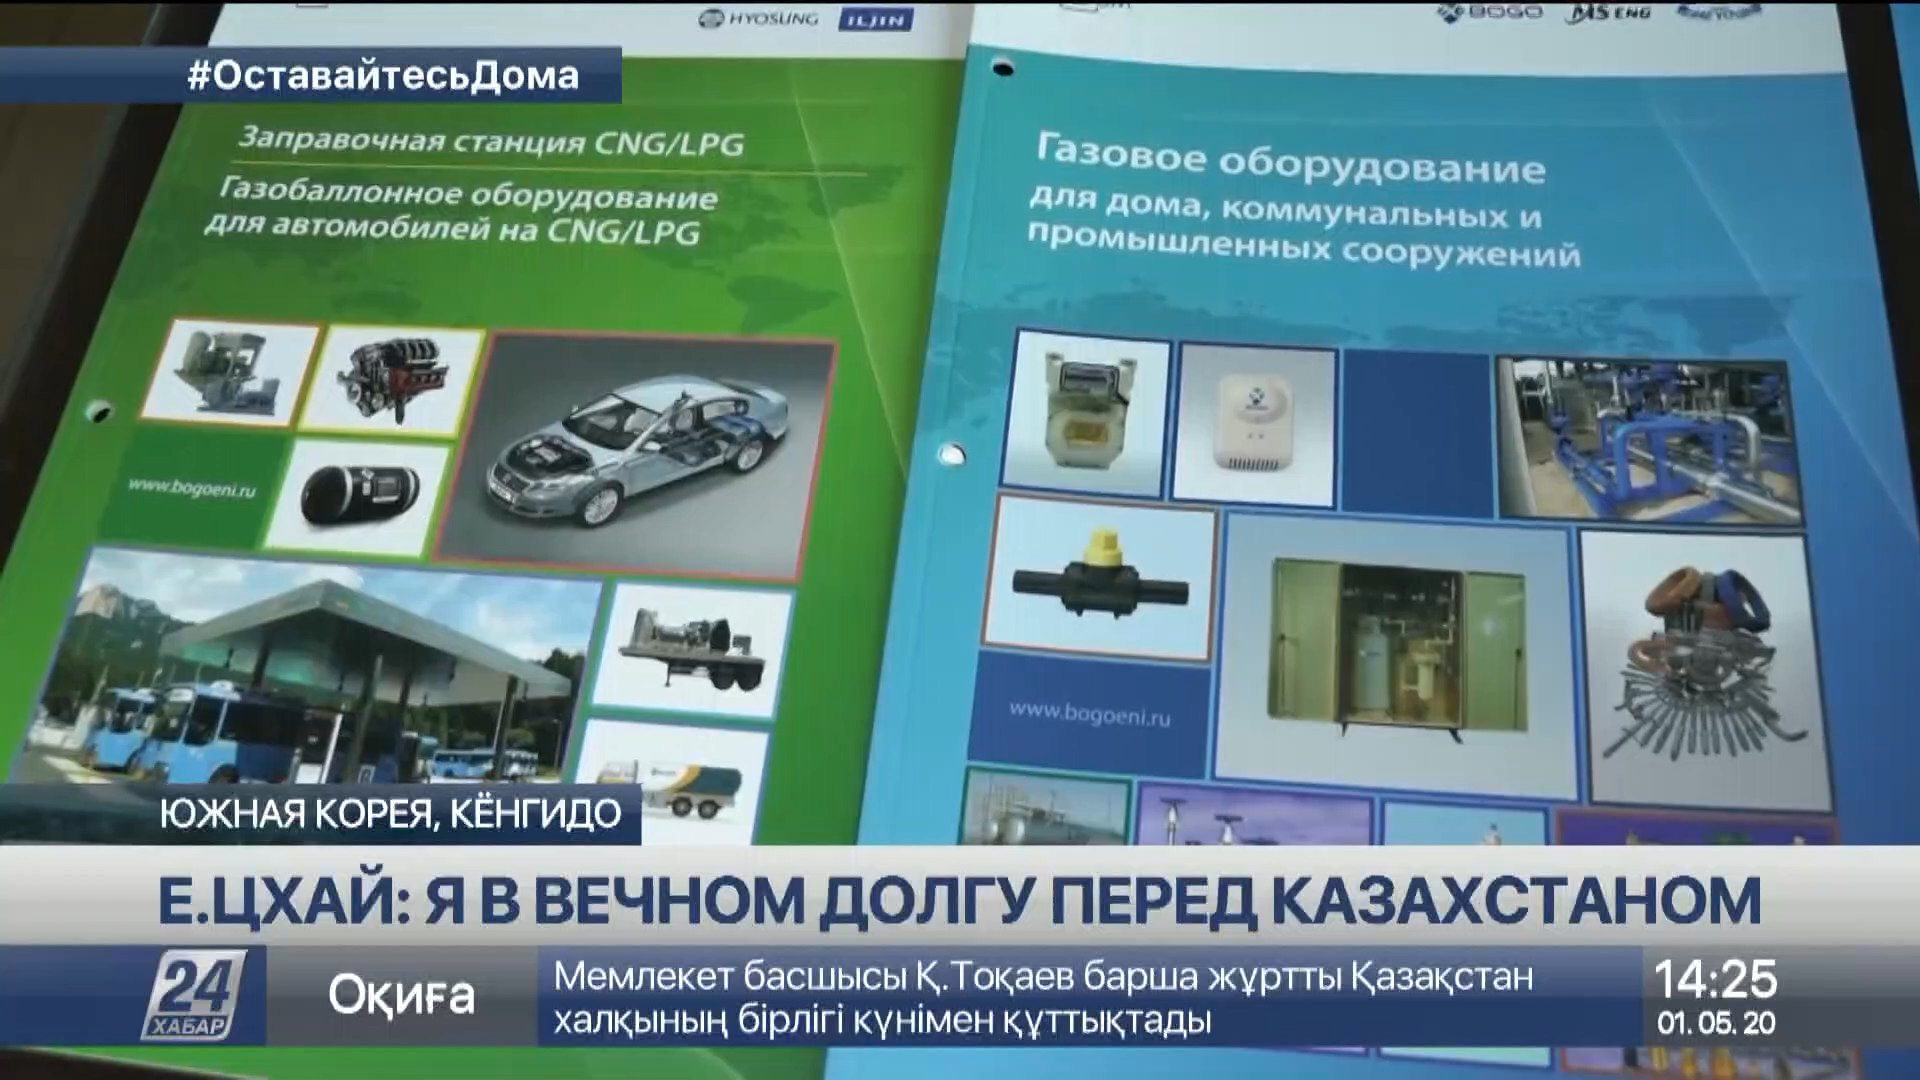 HYOSUNG
ILJIN
BOGO
MS ENG
#ОставайтесьДома
Заправочная станция CNG/LPG
Газобаллонное оборудование
для автомобилей на CNG/LPG
www.bogoeni.ru
Газовое оборудование
для дома, коммунальных и
промышленных сооружений
www.bogoeni.ru
ЮЖНАЯ КОРЕЯ, КЁНГИДО
Е.ЦХАЙ: Я В ВЕЧНОМ ДОЛГУ ПЕРЕД КАЗАХСТАНОМ
24
ХАБАР
Оқиға
Мемлекет басшысы Қ.Тоқаев барша жұртты Қазақстан
халқының бірлігі күнімен құттықтады
14:25
01.05.20